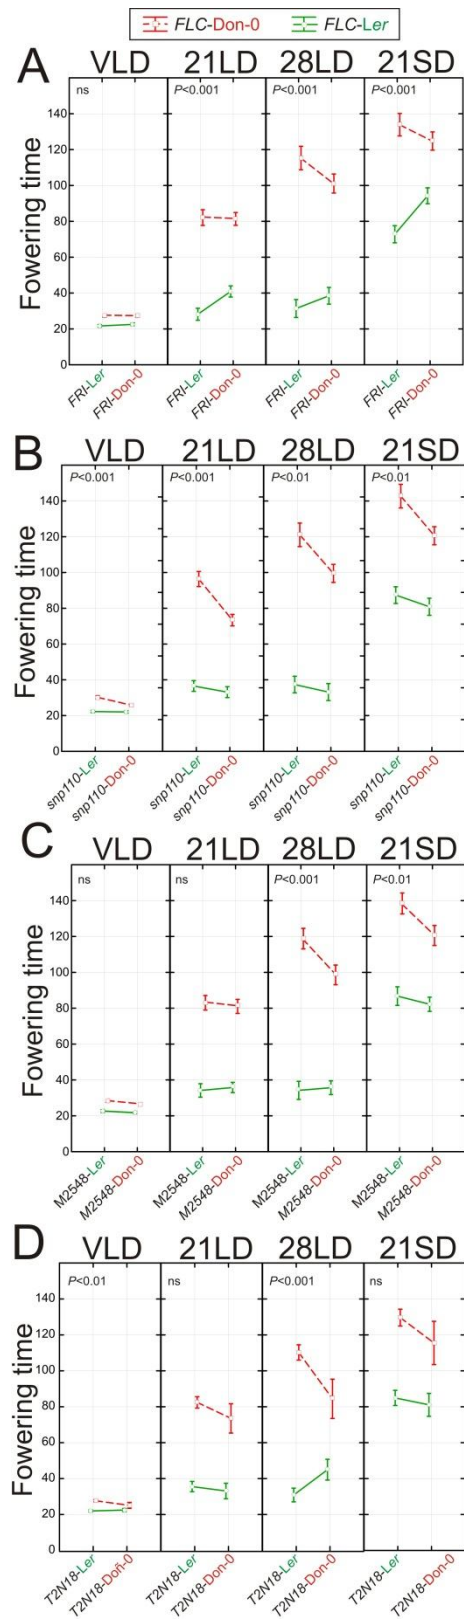 FLC-Don-0 FLC-Ler
A VLD 21LD 28LD 21SD
ns P<0.001 P<0.001 P<0.001
140
120
100
80
60
40
20
0
Fowering time
FRI-Ler FRI-Don-0 FRI-Ler FRI-Don-0 FRI-Ler FRI-Don-0 FRI-Ler FRI-Don-0
B VLD 21LD 28LD 21SD
P<0.001 P<0.001 P<0.01 P<0.01
140
120
100
80
60
40
20
0
Fowering time
snp110-Ler snp110-Don-0 snp110-Ler snp110-Don-0 snp110-Ler snp110-Don-0 snp110-Ler snp110-Don-0
C VLD 21LD 28LD 21SD
ns ns P<0.001 P<0.01
140
120
100
80
60
40
20
0
Fowering time
M2548-Ler M2548-Don-0 M2548-Ler M2548-Don-0 M2548-Ler M2548-Don-0 M2548-Ler M2548-Don-0
D VLD 21LD 28LD 21SD
P<0.01 ns P<0.001 ns
140
120
100
80
60
40
20
0
Fowering time
T2N18-Ler T2N18-Don-0 T2N18-Ler T2N18-Don-0 T2N18-Ler T2N18-Don-0 T2N18-Ler T2N18-Don-0